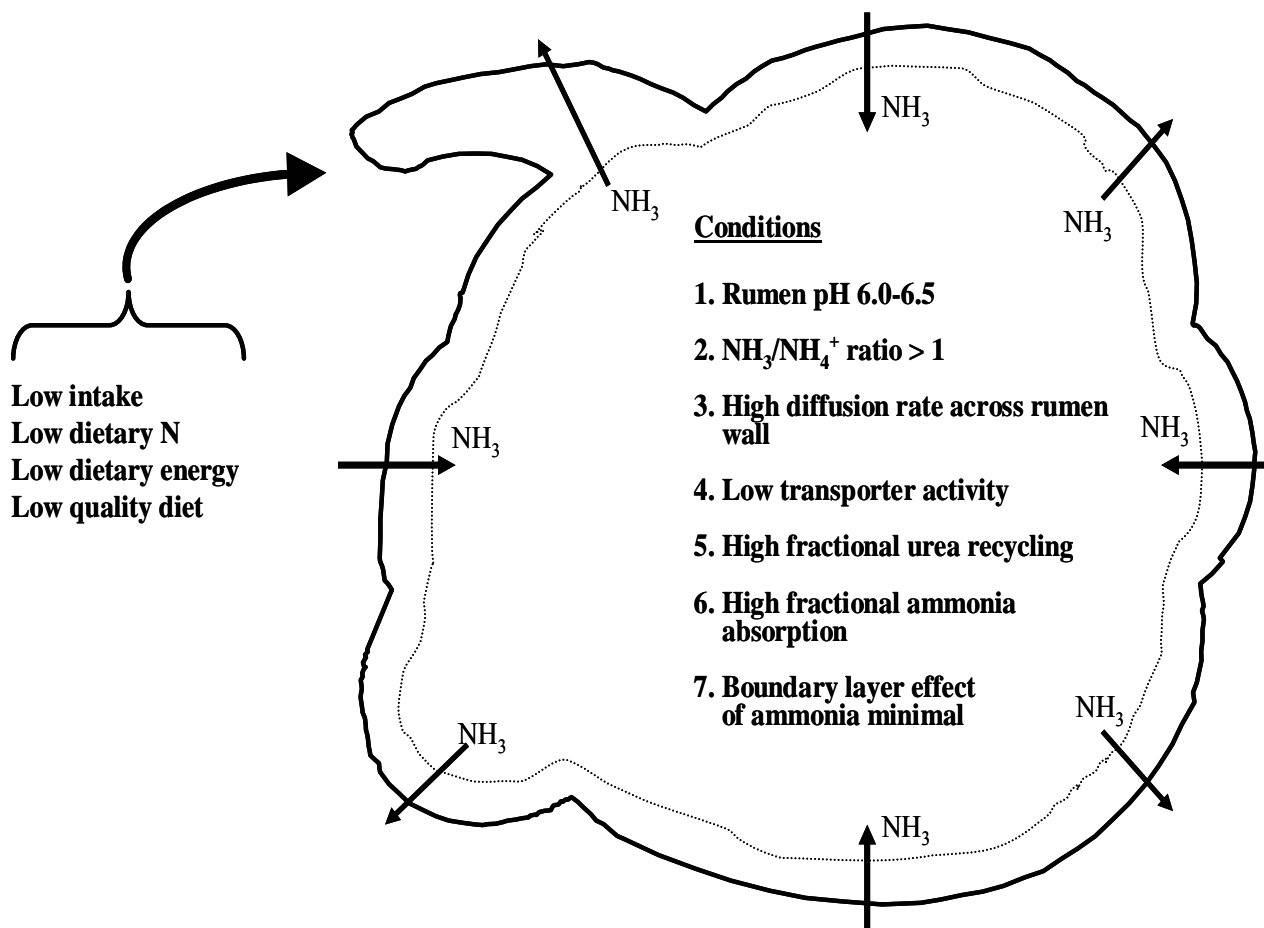 NH₃
NH₃
NH₃
NH₃
Conditions
1. Rumen pH 6.0-6.5
2. NH₃/NH₄⁺ ratio > 1
3. High diffusion rate across rumen
wall
4. Low transporter activity
5. High fractional urea recycling
6. High fractional ammonia
absorption
7. Boundary layer effect
of ammonia minimal
Low intake
Low dietary N
Low dietary energy
Low quality diet
NH₃
NH₃
NH₃
NH₃
NH₃